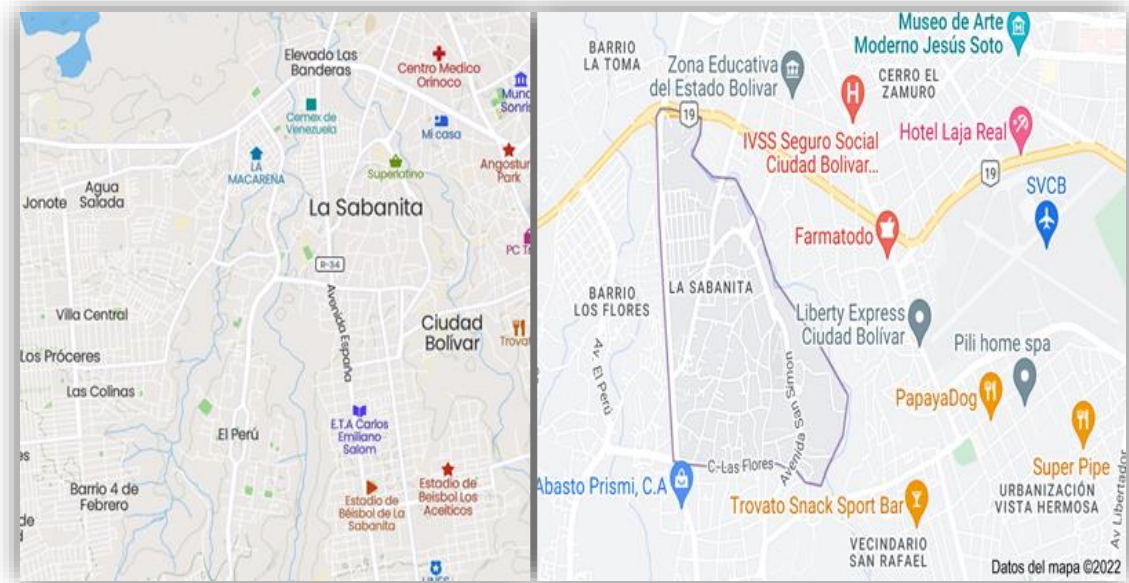 Elevado Las
Banderas
Centro Medico
Orinoco
Cemex de
Venezuela
Mi casa
LA
MACAREÑA
Superlatino
Angostur
Park
Agua
Salada
Jonote
La Sabanita
R-34
Avenida España
Villa Central
Ciudad
Bolívar
Los Próceres
Las Colinas
El Perú
E.T.A Carlos
Emiliano
Salom
Barrio 4 de
Febrero
Estadio de
Béisbol de La
Sabanita
Estadio de
Beisbol Los
Aceiticos
BARRIO
LA TOMA
Zona Educativa
del Estado Bolivar
Museo de Arte
Moderno Jesús Soto
CERRO EL
ZAMURO
19
IVSS Seguro Social
Ciudad Bolivar...
Hotel Laja Real
19
SVCB
Farmatodo
BARRIO
LOS FLORES
LA SABANITA
Av. El Perú
Liberty Express
Ciudad Bolívar
Avenida San Simon
Pili home spa
PapayaDog
C-Las Flores
Abasto Prismi, C.A
Trovato Snack Sport Bar
Super Pipe
URBANIZACIÓN
VISTA HERMOSA
Av Libertador
VECINDARIO
SAN RAFAEL
Datos del mapa ©2022